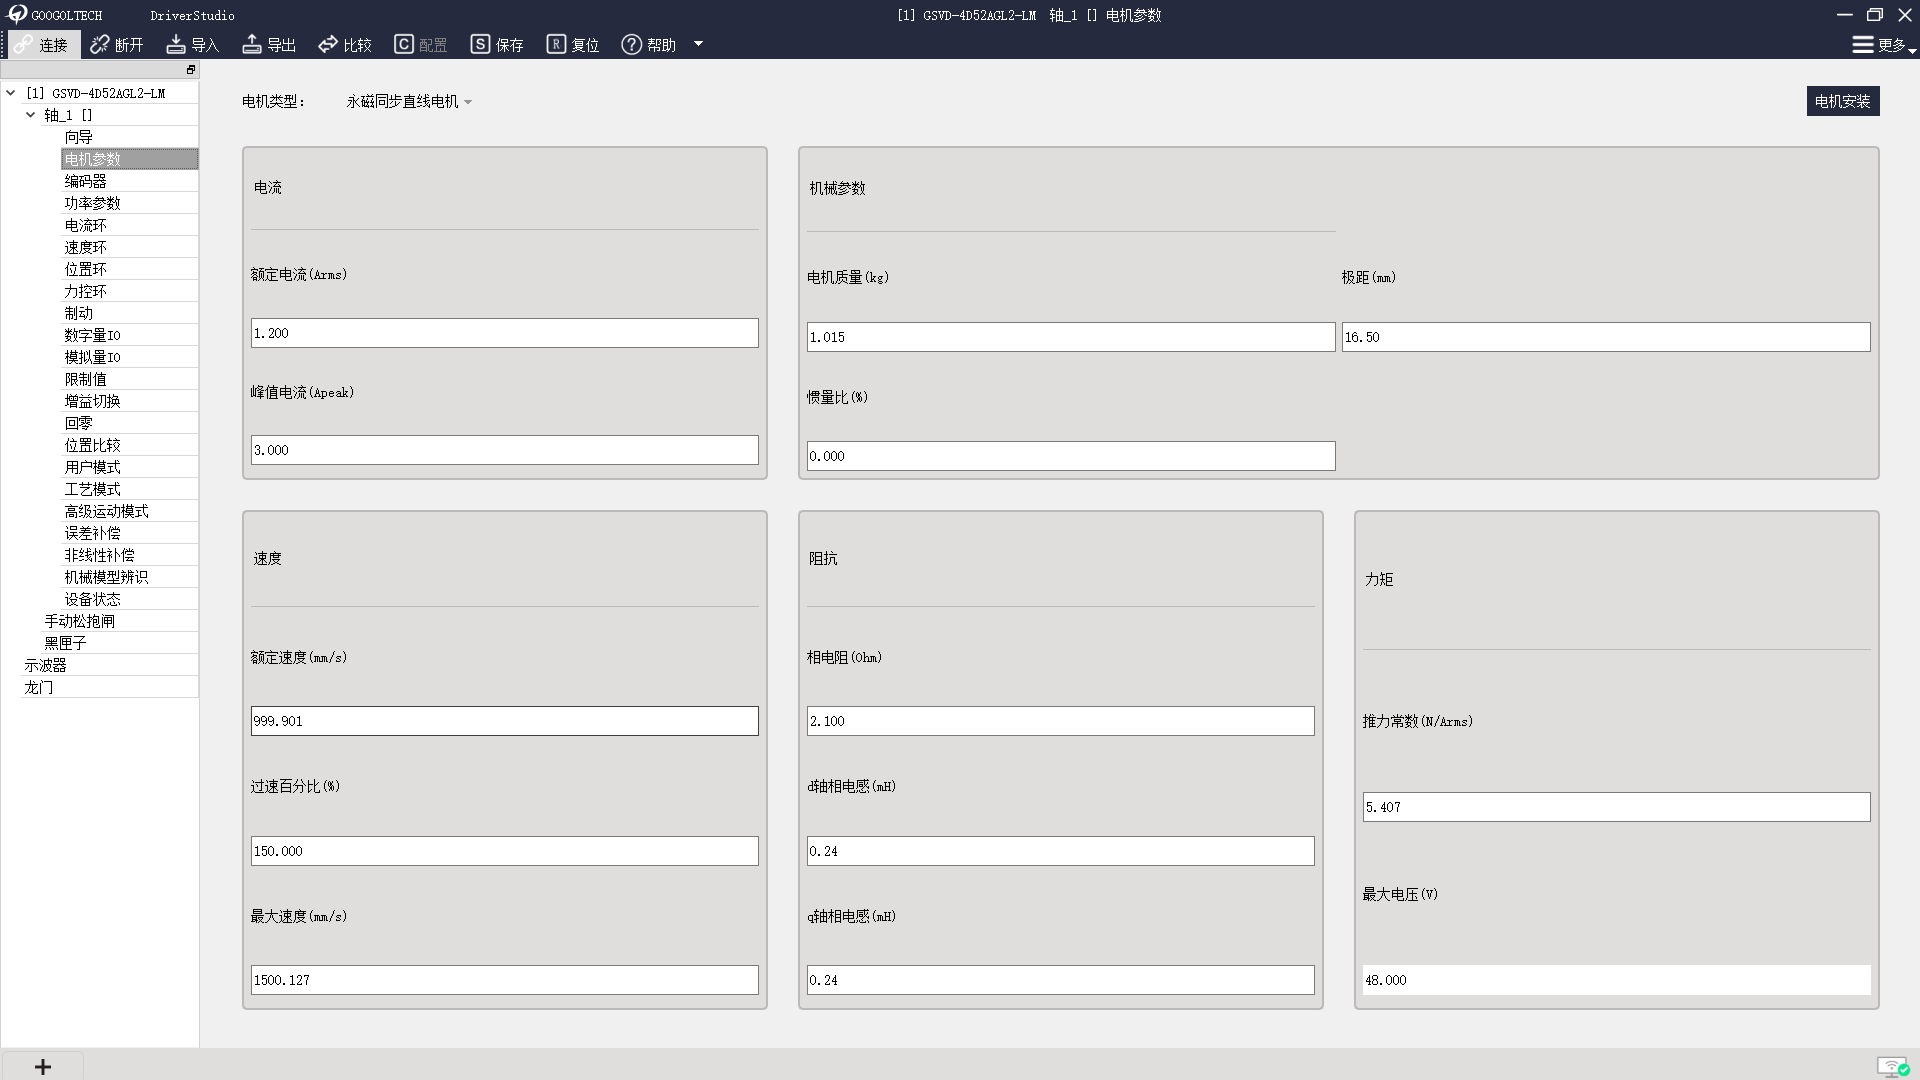 GOOGOLTECH DriverStudio [1] GSVD-4D52AGL2-LM 轴_1 [] 电机参数
连接 断开 导入 导出 比较 C 配置 S 保存 R 复位 ? 帮助 更多
[1] GSVD-4D52AGL2-LM
轴_1 []
向导
电机参数
编码器
功率参数
电流环
速度环
位置环
力控环
制动
数字量IO
模拟量IO
限制值
增益切换
回零
位置比较
用户模式
工艺模式
高级运动模式
误差补偿
非线性补偿
机械模型辨识
设备状态
手动松抱闸
黑匣子
示波器
龙门
电机类型: 永磁同步直线电机
电机安装
电流
额定电流(Arms)
1.200
峰值电流(Apeak)
3.000
机械参数
电机质量(kg) 极距(mm)
1.015 16.50
惯量比(%)
0.000
速度
额定速度(mm/s)
999.901
过速百分比(%)
150.000
最大速度(mm/s)
1500.127
阻抗
相电阻(Ohm)
2.100
d轴相电感(mH)
0.24
q轴相电感(mH)
0.24
力矩
推力常数(N/Arms)
5.407
最大电压(V)
48.000